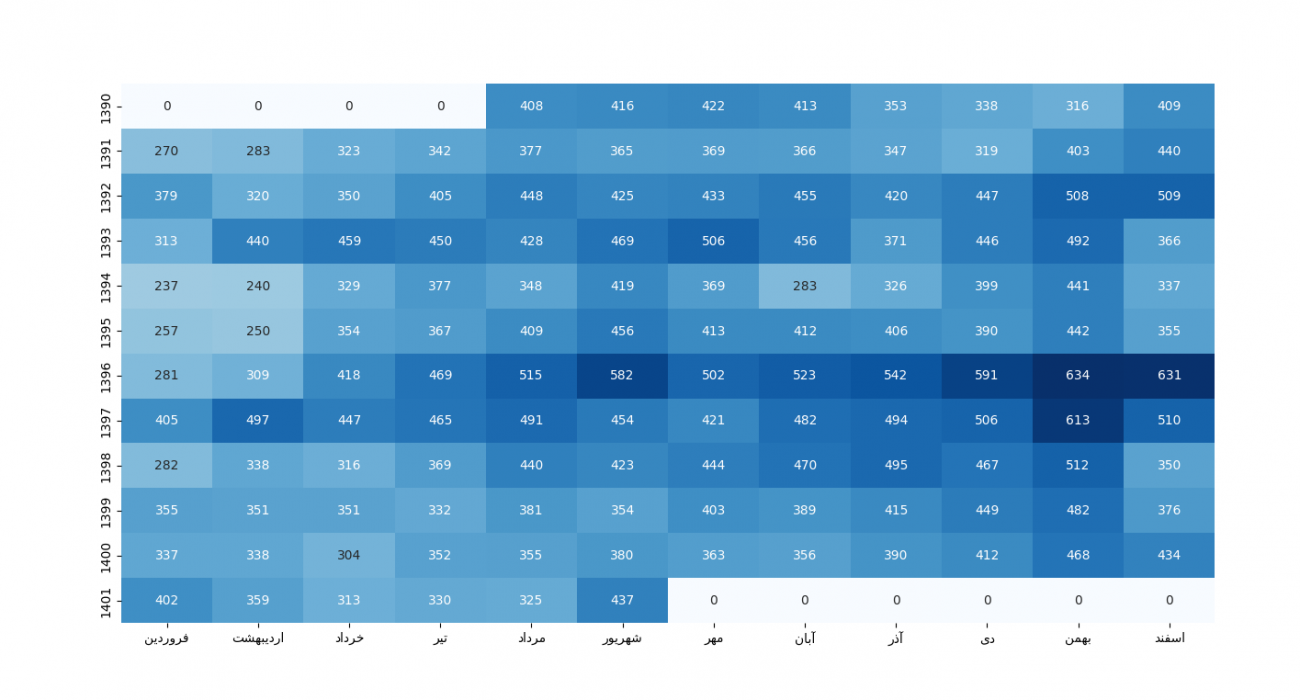 1390 0 0 0 0 408 416 422 413 353 338 316 409
1391 270 283 323 342 377 365 369 366 347 319 403 440
1392 379 320 350 405 448 425 433 455 420 447 508 509
1393 313 440 459 450 428 469 506 456 371 446 492 366
1394 237 240 329 377 348 419 369 283 326 399 441 337
1395 257 250 354 367 409 456 413 412 406 390 442 355
1396 281 309 418 469 515 582 502 523 542 591 634 631
1397 405 497 447 465 491 454 421 482 494 506 613 510
1398 282 338 316 369 440 423 444 470 495 467 512 350
1399 355 351 351 332 381 354 403 389 415 449 482 376
1400 337 338 304 352 355 380 363 356 390 412 468 434
1401 402 359 313 330 325 437 0 0 0 0 0 0
فروردین اردیبهشت خرداد تیر مرداد شهریور مهر آبان آذر دی بهمن اسفند